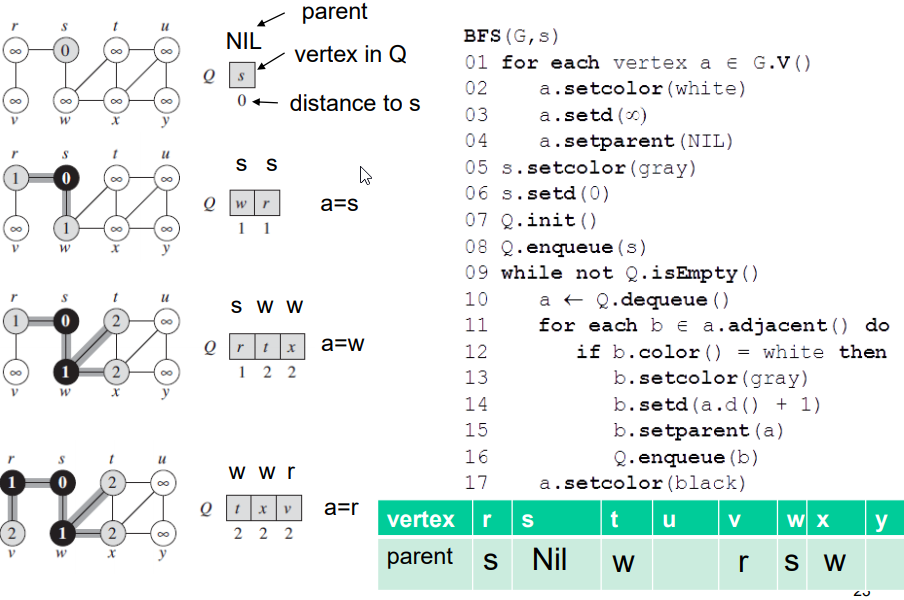 parent
NIL
vertex in Q
distance to s
r s t u
∞ 0 ∞ ∞
∞ ∞ ∞ ∞
v w x y
Q s
0
r s t u
1 0 ∞ ∞
∞ 1 ∞ ∞
v w x y
s s
Q w r
1 1
a=s
r s t u
1 0 2 ∞
∞ 1 2 ∞
v w x y
s w w
Q r t x
1 2 2
a=w
r s t u
1 0 2 ∞
2 1 2 ∞
v w x y
w w r
Q t x v
2 2 2
a=r
BFS(G,s)
01 for each vertex a ∈ G.V()
02 a.setcolor(white)
03 a.setd(∞)
04 a.setparent(NIL)
05 s.setcolor(gray)
06 s.setd(0)
07 Q.init()
08 Q.enqueue(s)
09 while not Q.isEmpty()
10 a ← Q.dequeue()
11 for each b ∈ a.adjacent() do
12 if b.color() = white then
13 b.setcolor(gray)
14 b.setd(a.d() + 1)
15 b.setparent(a)
16 Q.enqueue(b)
17 a.setcolor(black)
vertex r s t u v w x y
parent s Nil w r s w